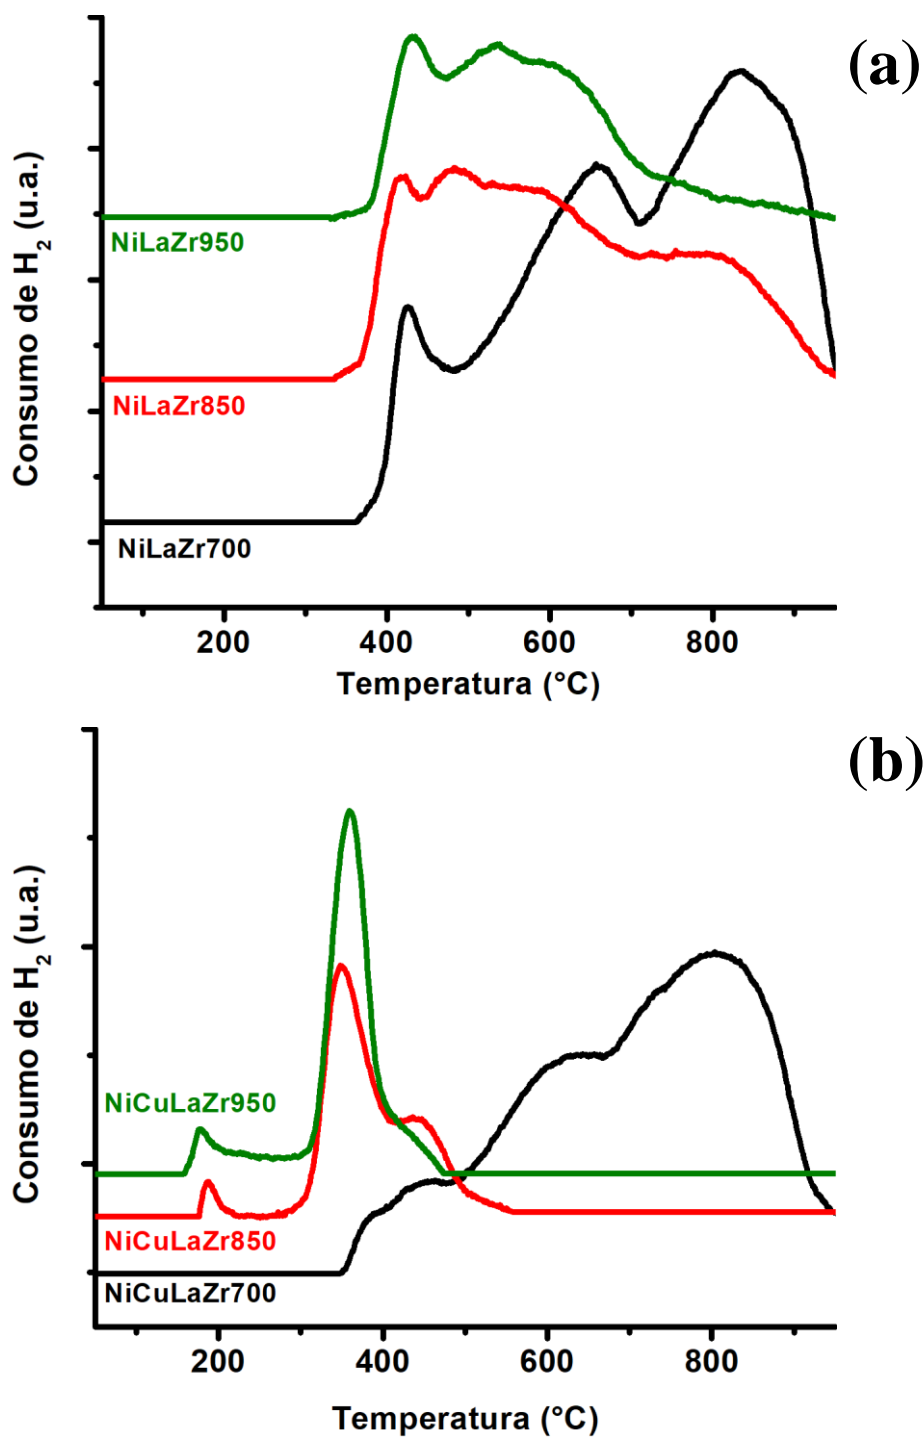 (a)
Consumo de H2 (u.a.)
NiLaZr950
NiLaZr850
NiLaZr700
200 400 600 800
Temperatura (°C)
(b)
Consumo de H2 (u.a.)
NiCuLaZr950
NiCuLaZr850
NiCuLaZr700
200 400 600 800
Temperatura (°C)